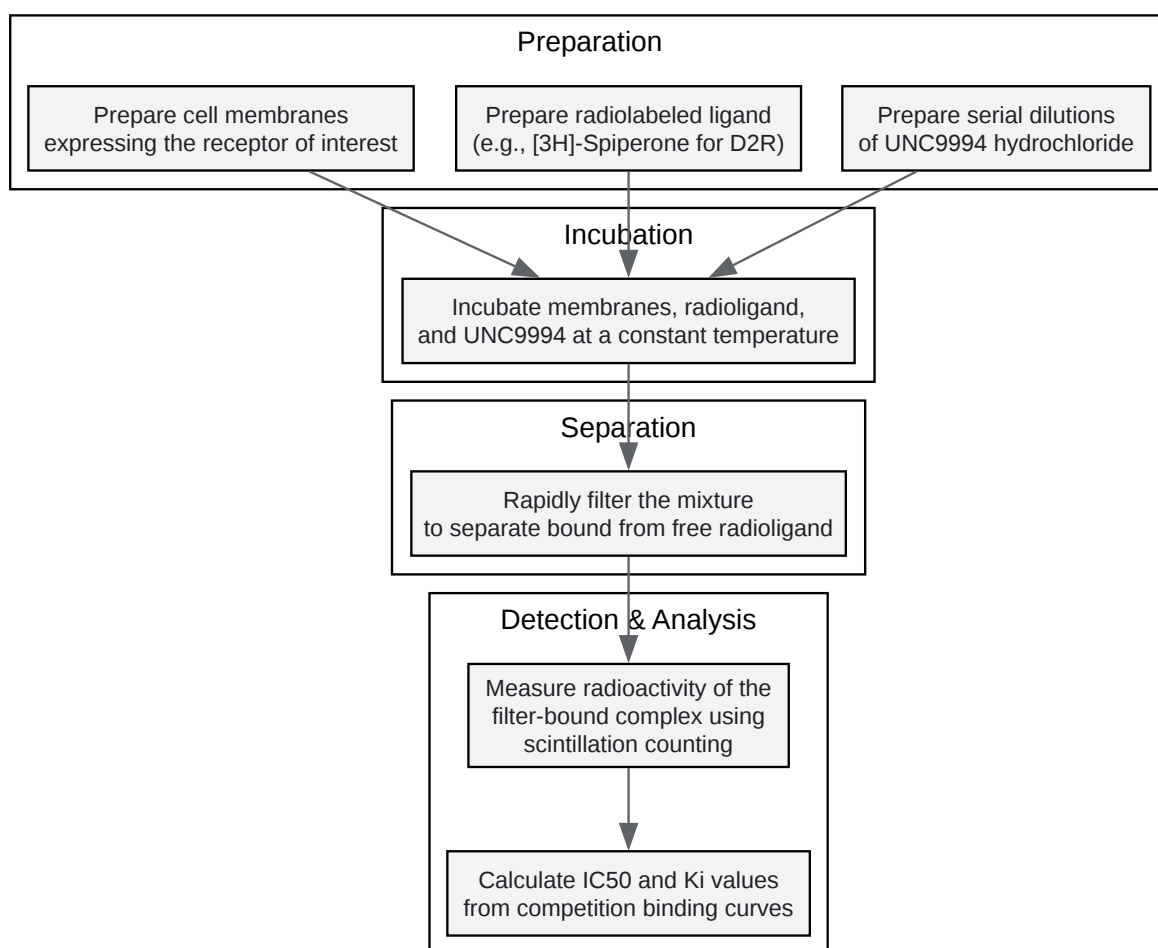 Preparation
Prepare cell membranes
expressing the receptor of interest
Prepare radiolabeled ligand
(e.g., [3H]-Spiperone for D2R)
Prepare serial dilutions
of UNC9994 hydrochloride
Incubation
Incubate membranes, radioligand,
and UNC9994 at a constant temperature
Separation
Rapidly filter the mixture
to separate bound from free radioligand
Detection & Analysis
Measure radioactivity of the
filter-bound complex using
scintillation counting
Calculate IC50 and Ki values
from competition binding curves